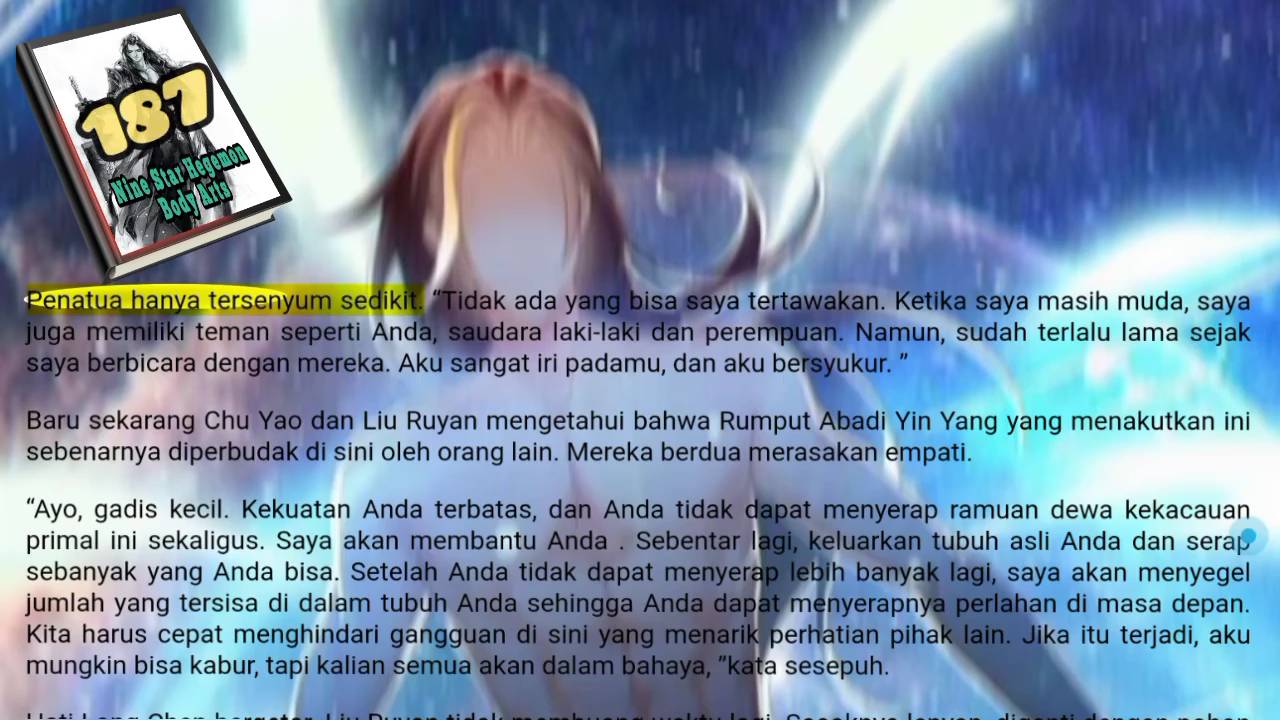 187
Nine Star Hegemon
Body Arts
Penatua hanya tersenyum sedikit. “Tidak ada yang bisa saya tertawakan. Ketika saya masih muda, saya
juga memiliki teman seperti Anda, saudara laki-laki dan perempuan. Namun, sudah terlalu lama sejak
saya berbicara dengan mereka. Aku sangat iri padamu, dan aku bersyukur. ”
Baru sekarang Chu Yao dan Liu Ruyan mengetahui bahwa Rumput Abadi Yin Yang yang menakutkan ini
sebenarnya diperbudak di sini oleh orang lain. Mereka berdua merasakan empati.
“Ayo, gadis kecil. Kekuatan Anda terbatas, dan Anda tidak dapat menyerap ramuan dewa kekacauan
primal ini sekaligus. Saya akan membantu Anda . Sebentar lagi, keluarkan tubuh asli Anda dan serap
sebanyak yang Anda bisa. Setelah Anda tidak dapat menyerap lebih banyak lagi, saya akan menyegel
jumlah yang tersisa di dalam tubuh Anda sehingga Anda dapat menyerapnya perlahan di masa depan.
Kita harus cepat menghindari gangguan di sini yang menarik perhatian pihak lain. Jika itu terjadi, aku
mungkin bisa kabur, tapi kalian semua akan dalam bahaya, ”kata sesepuh.